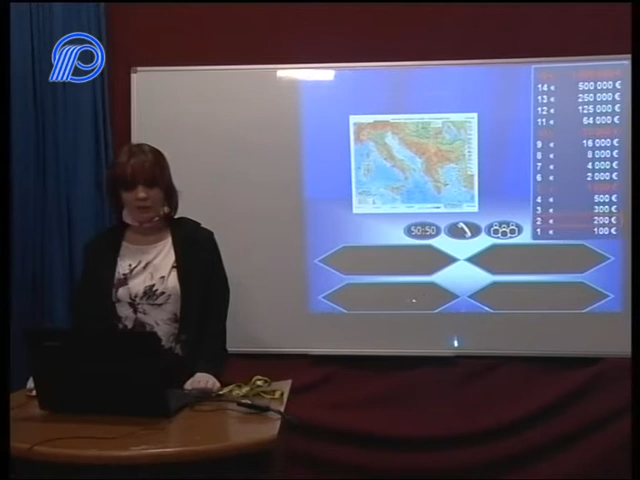 14 500 000 €
13 250 000 €
12 125 000 €
11 64 000 €
9 16 000 €
8 8 000 €
7 4 000 €
6 2 000 €
4 500 €
3 300 €
2 200 €
1 100 €
50:50